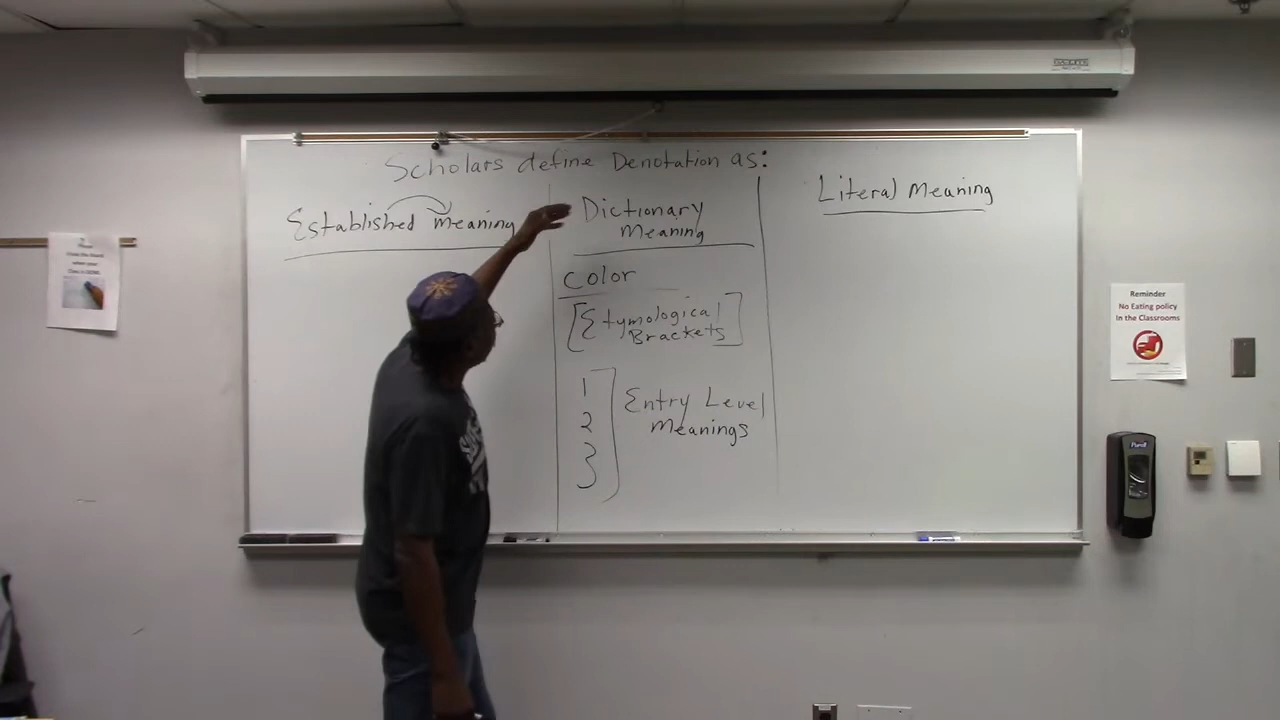 Scholars define Denotation as:
Established meaning
Dictionary
Meaning
Color
[Etymological
Brackets]
1
2
3
Entry Level
Meanings
Literal Meaning
Reminder
No Eating policy
In the Classrooms